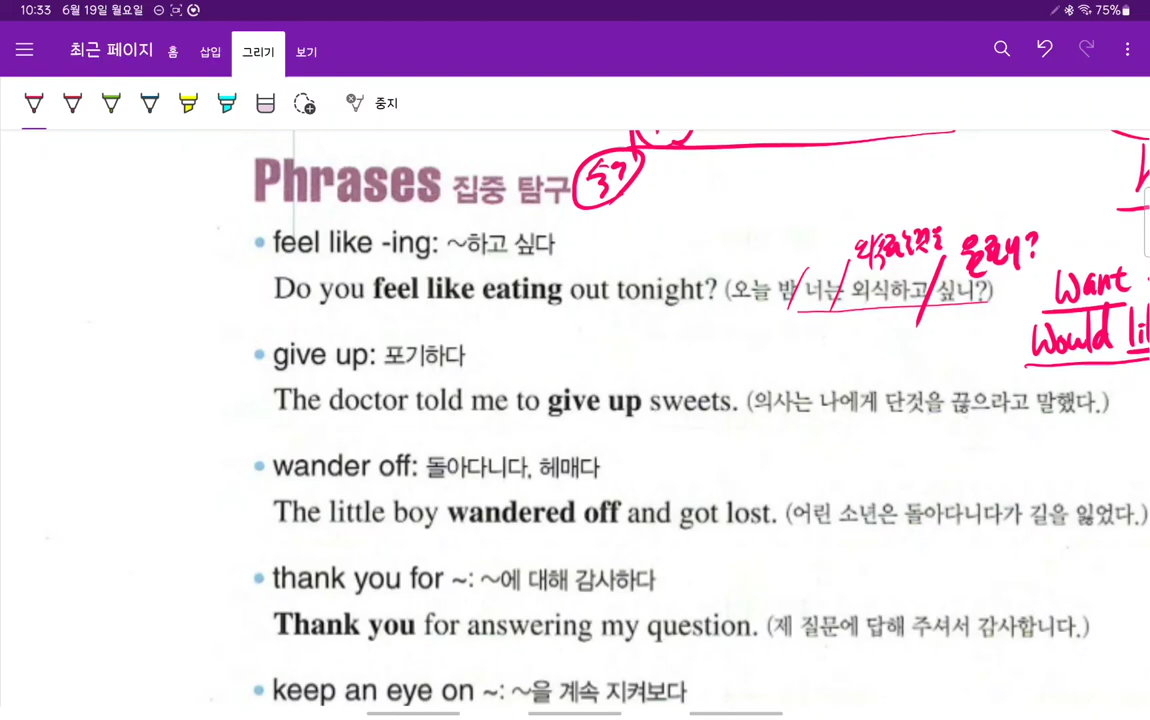 10:33 6월 19일 월요일 75%
최근 페이지 홈 삽입 그리기 보기
중지
Phrases 집중 탐구 숙어
• feel like -ing: ~하고 싶다
외식하는것을 원해?
Do you feel like eating out tonight? (오늘 밤 너는 외식하고 싶니?)
Want
Would li
• give up: 포기하다
The doctor told me to give up sweets. (의사는 나에게 단것을 끊으라고 말했다.)
• wander off: 돌아다니다, 헤매다
The little boy wandered off and got lost. (어린 소년은 돌아다니다가 길을 잃었다.)
• thank you for ~: ~에 대해 감사하다
Thank you for answering my question. (제 질문에 답해 주셔서 감사합니다.)
• keep an eye on ~: ~을 계속 지켜보다